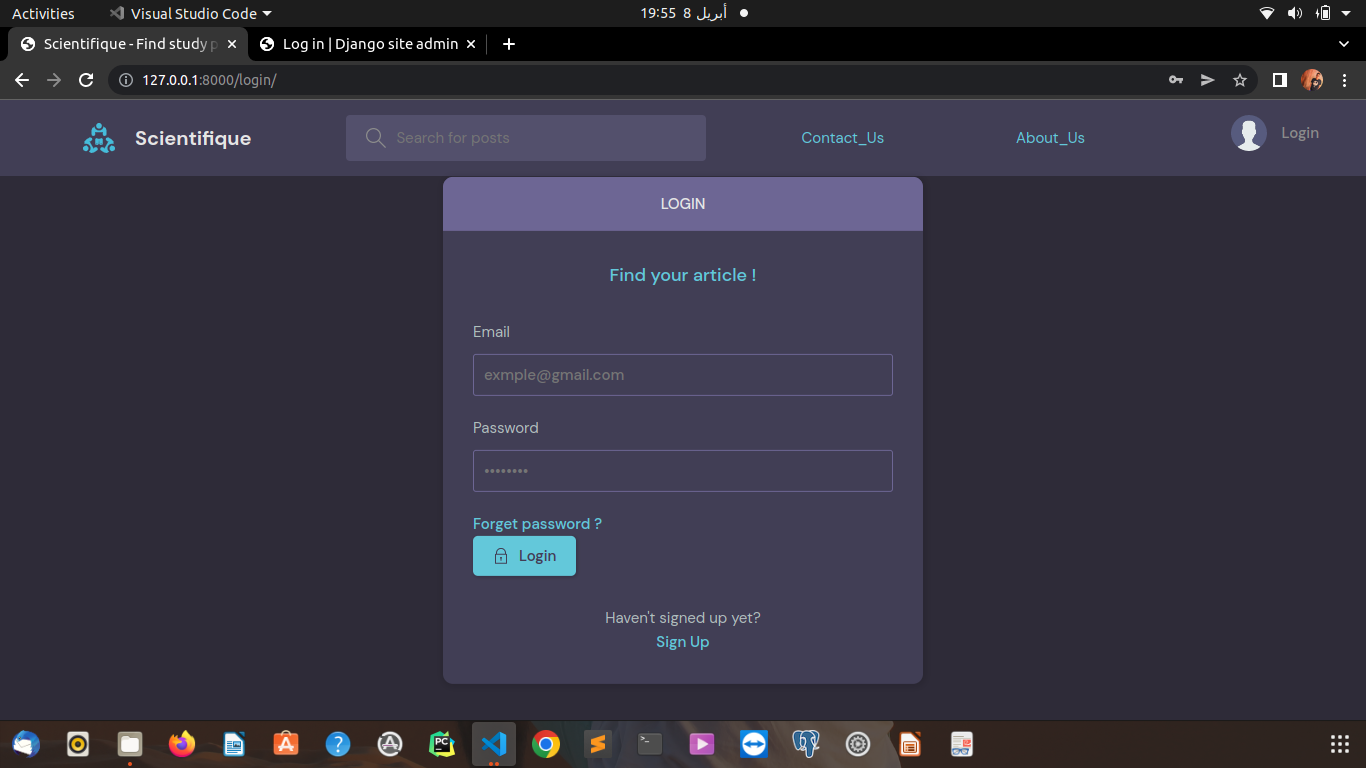 Activities
Visual Studio Code
19:55 8 أبريل
Scientifique - Find study p
Log in | Django site admin
127.0.0.1:8000/login/
Scientifique
Search for posts
Contact_Us
About_Us
Login
LOGIN
Find your article !
Email
exmple@gmail.com
Password
Forget password ?
Login
Haven't signed up yet?
Sign Up
PC